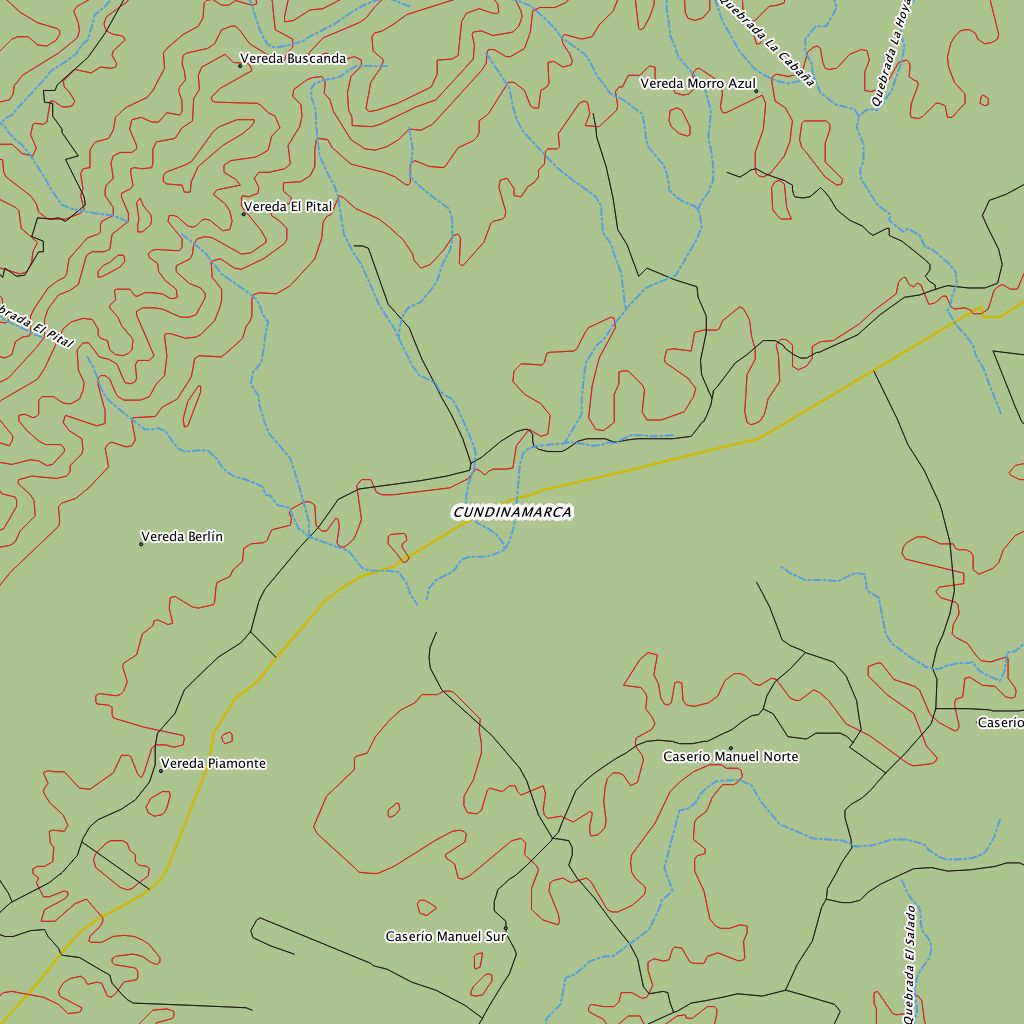 Quebrada La Cabaña
Quebrada La Hoya
Vereda Buscanda
Vereda Morro Azul
Vereda El Pital
brada El Pital
CUNDINAMARCA
Vereda Berlín
Caserío
Caserío Manuel Norte
Vereda Piamonte
Caserío Manuel Sur
Quebrada El Salado